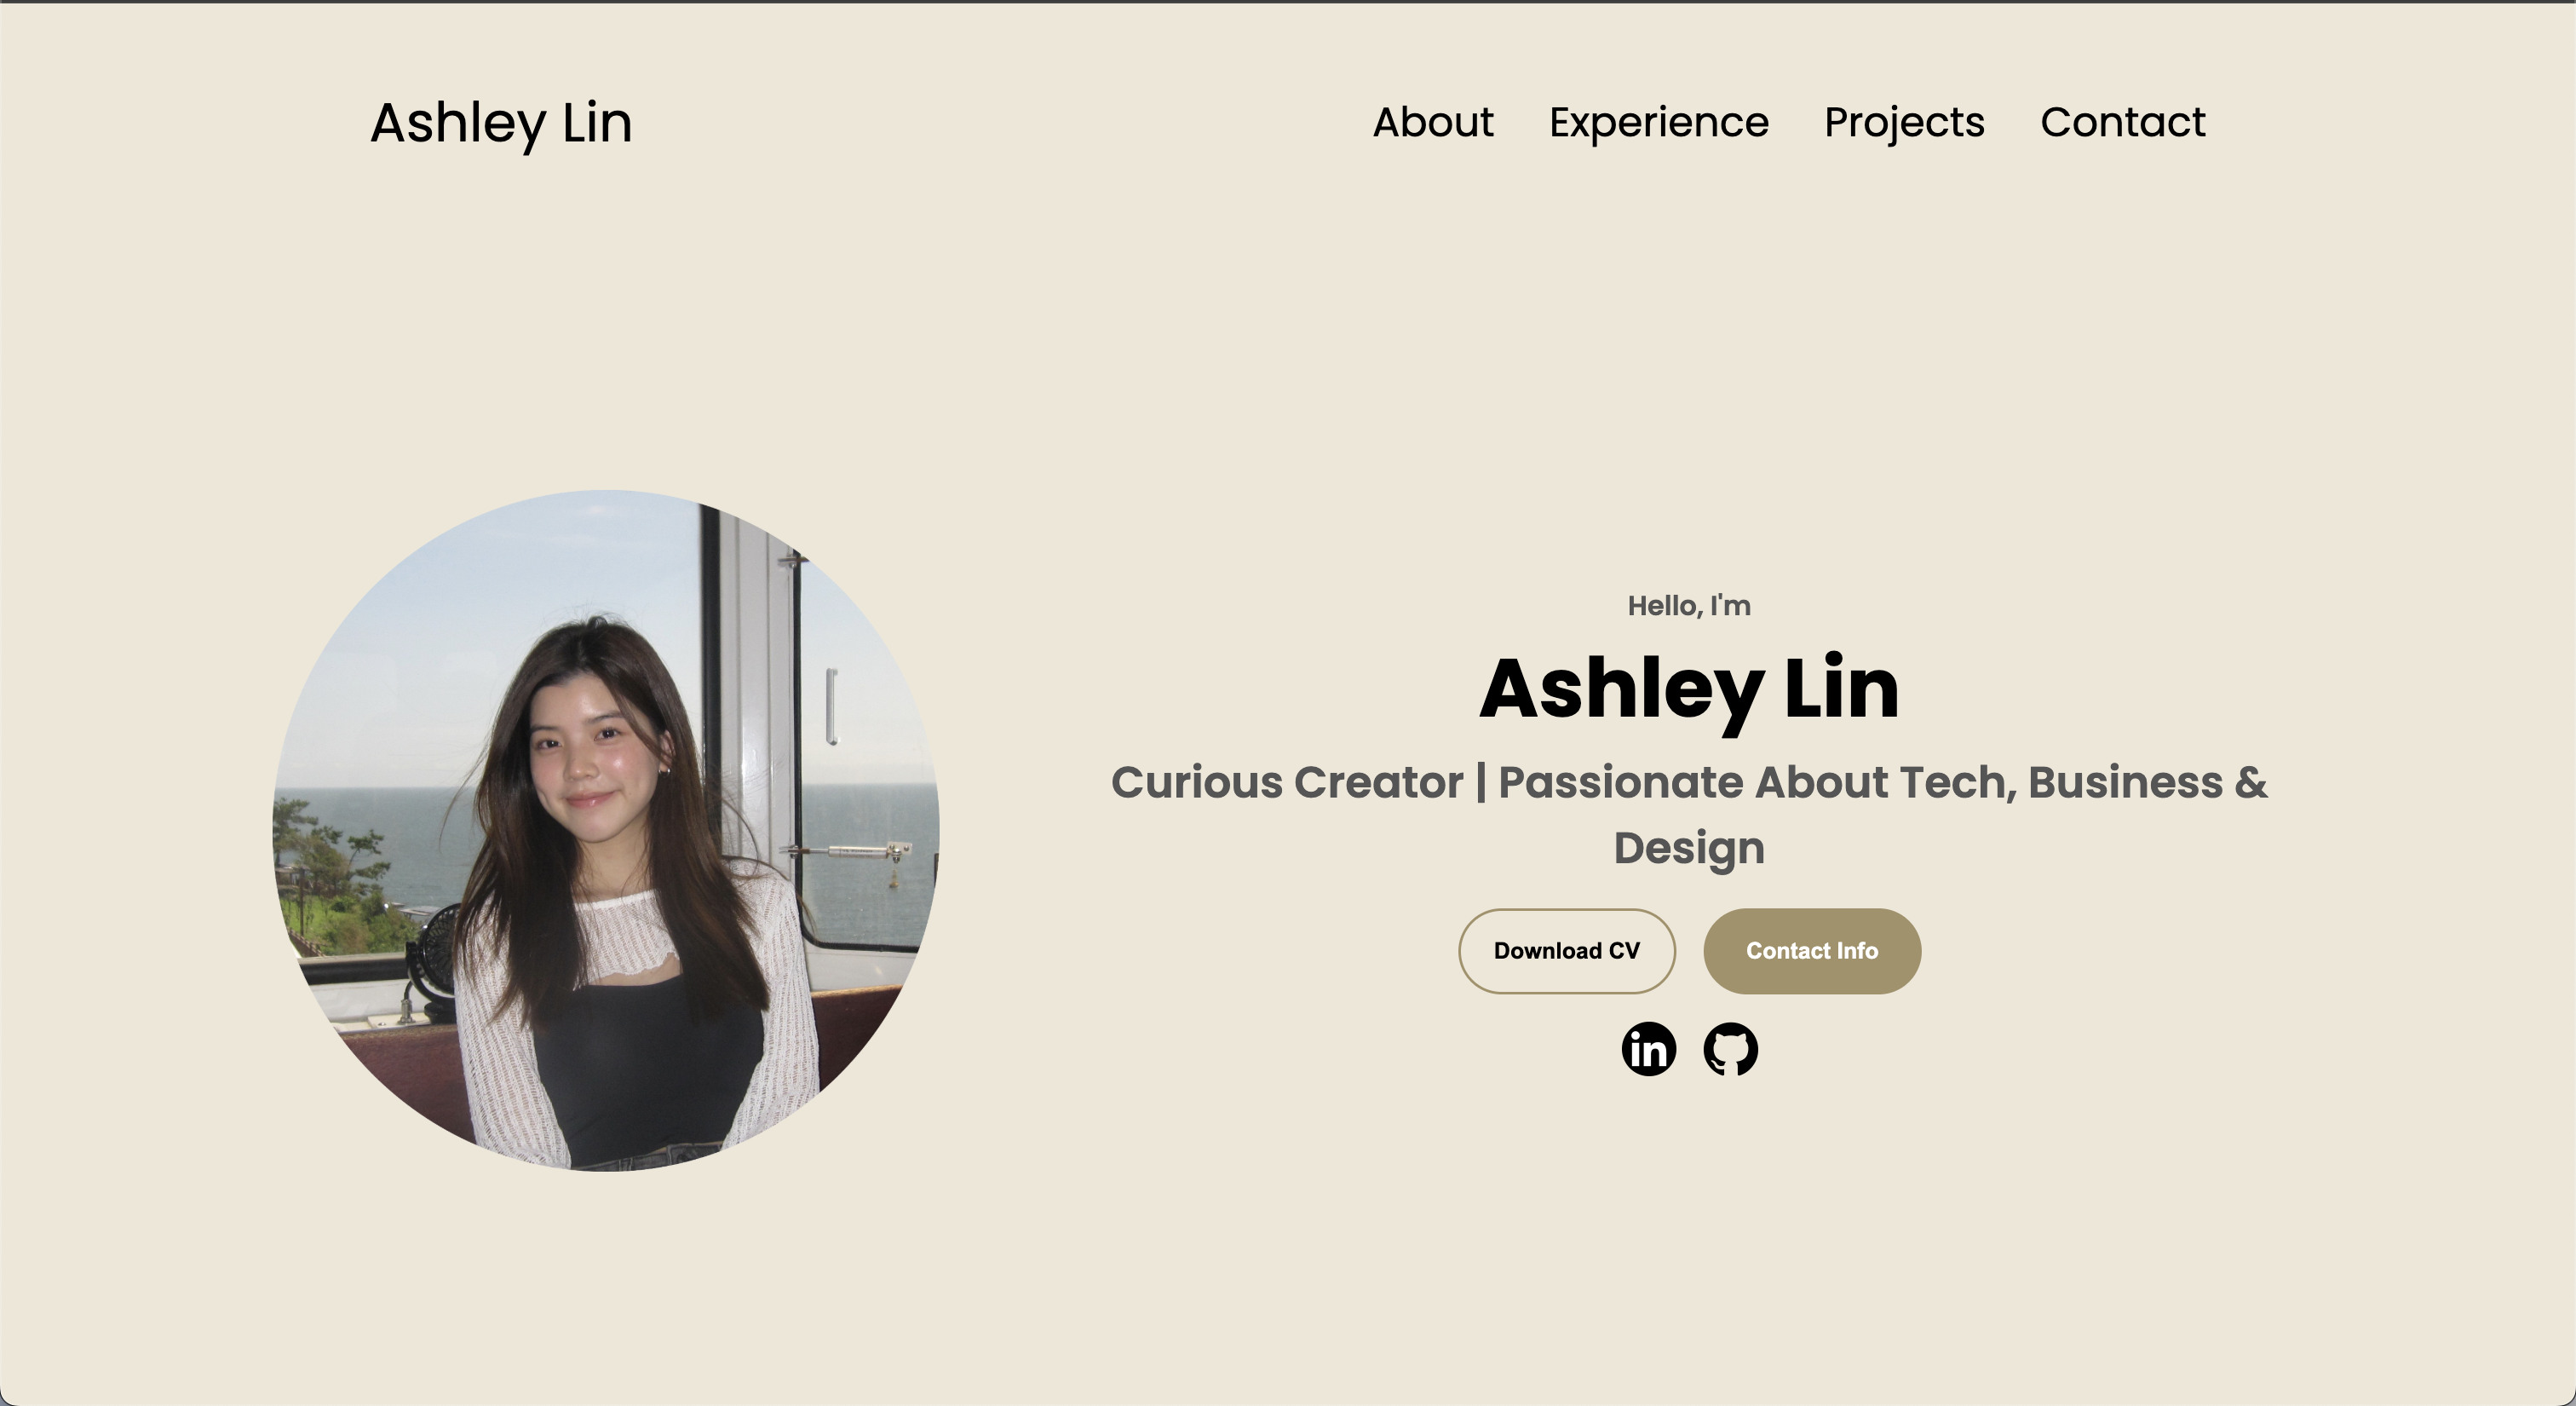 Ashley Lin
About Experience Projects Contact
Hello, I'm
Ashley Lin
Curious Creator | Passionate About Tech, Business &
Design
Download CV Contact Info
in